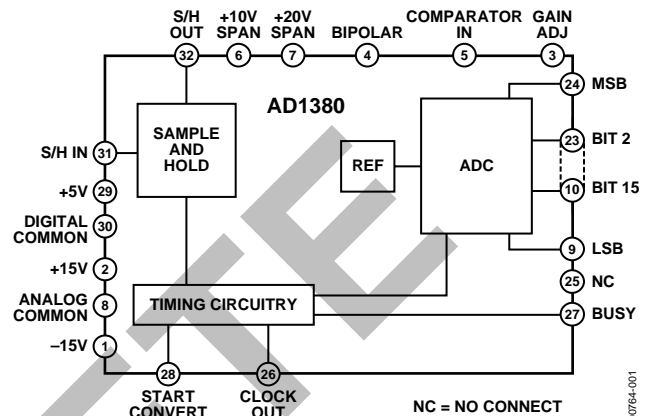 S/H
OUT
+10V
SPAN
+20V
SPAN
BIPOLAR
COMPARATOR
IN
GAIN
ADJ
32
6
7
4
5
3
AD1380
24 MSB
SAMPLE
AND
HOLD
REF
ADC
23 BIT 2
S/H IN 31
+5V 29
10 BIT 15
DIGITAL
COMMON
30
9 LSB
+15V 2
25 NC
ANALOG
COMMON
8
TIMING CIRCUITRY
27 BUSY
–15V 1
28
26
START
CONVERT
CLOCK
OUT
NC = NO CONNECT
0764-001